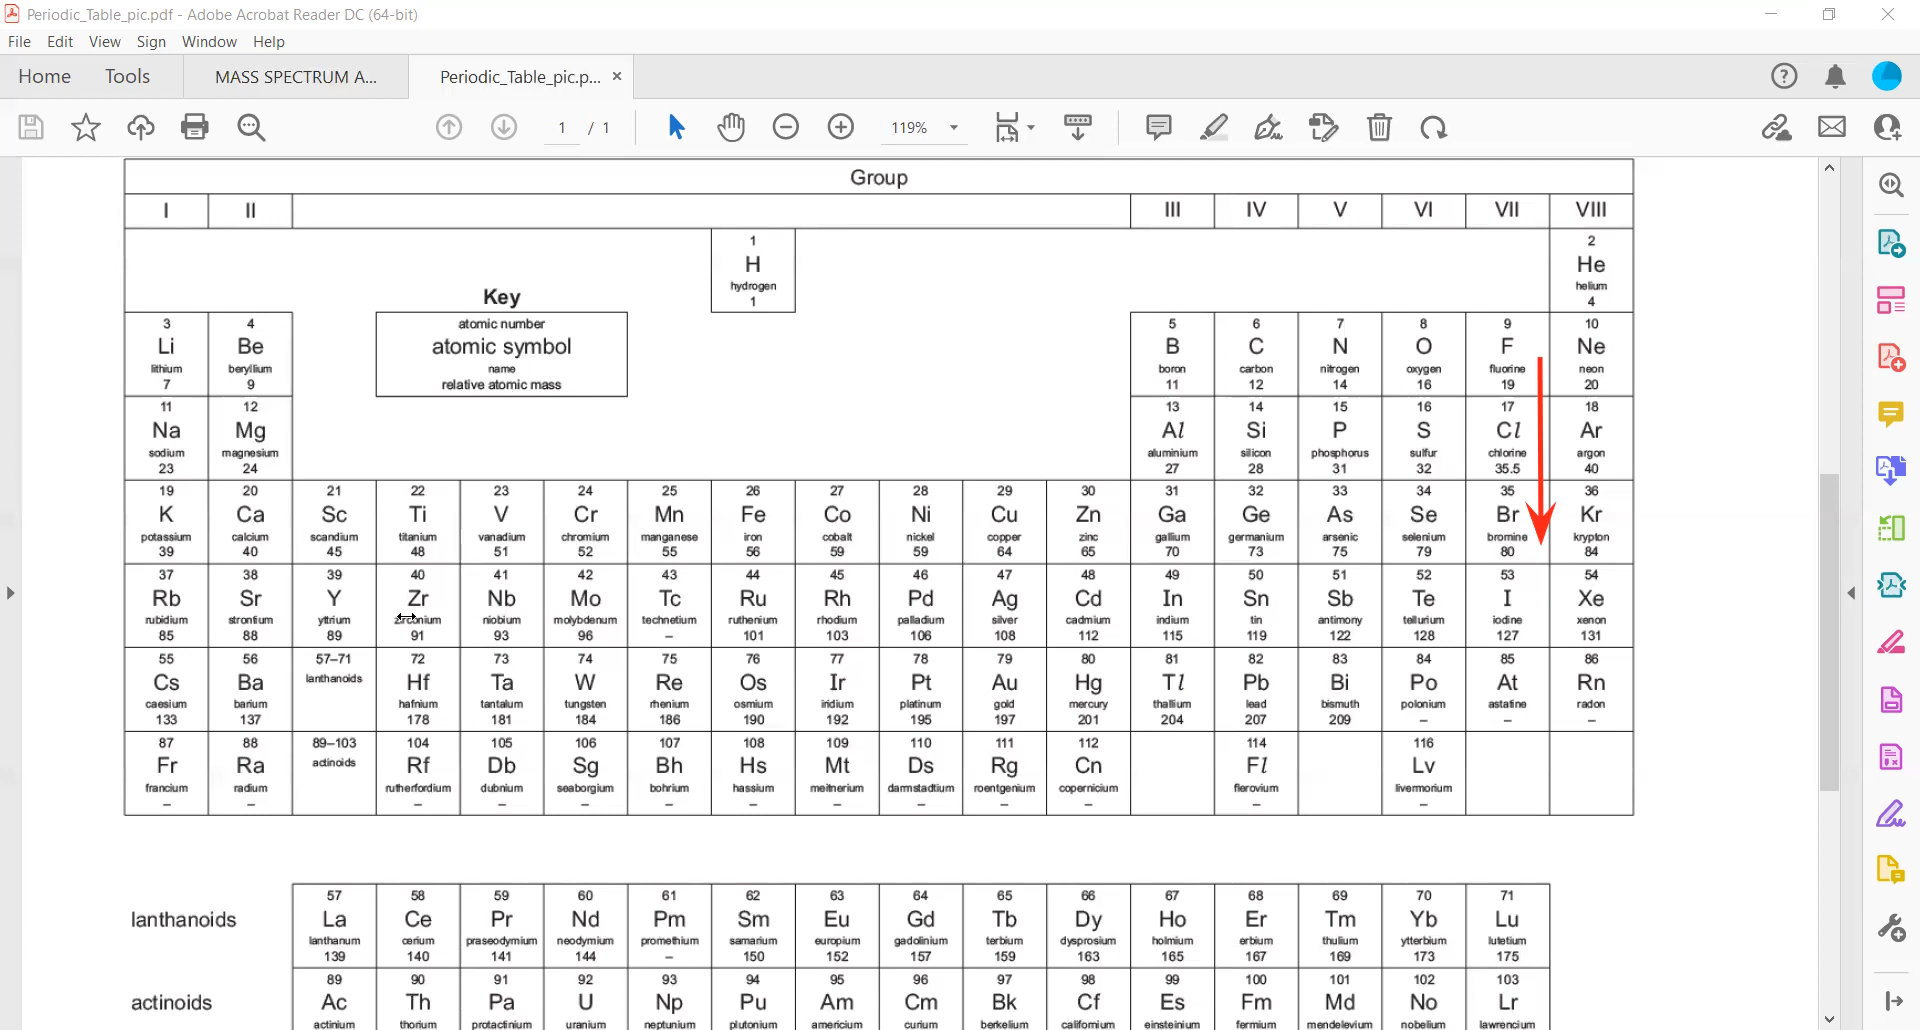 Periodic_Table_pic.pdf - Adobe Acrobat Reader DC (64-bit)
File Edit View Sign Window Help
Home Tools MASS SPECTRUM A... Periodic_Table_pic.p... ×
1 / 1 119%
Group
I II III IV V VI VII VIII
1 2
H He
hydrogen helium
1 4
Key
atomic number
atomic symbol
name
relative atomic mass
3 4 5 6 7 8 9 10
Li Be B C N O F Ne
lithium beryllium boron carbon nitrogen oxygen fluorine neon
7 9 11 12 14 16 19 20
11 12 13 14 15 16 17 18
Na Mg Al Si P S Cl Ar
sodium magnesium aluminium silicon phosphorus sulfur chlorine argon
23 24 27 28 31 32 35.5 40
19 20 21 22 23 24 25 26 27 28 29 30 31 32 33 34 35 36
K Ca Sc Ti V Cr Mn Fe Co Ni Cu Zn Ga Ge As Se Br Kr
potassium calcium scandium titanium vanadium chromium manganese iron cobalt nickel copper zinc gallium germanium arsenic selenium bromine krypton
39 40 45 48 51 52 55 56 59 59 64 65 70 73 75 79 80 84
37 38 39 40 41 42 43 44 45 46 47 48 49 50 51 52 53 54
Rb Sr Y Zr Nb Mo Tc Ru Rh Pd Ag Cd In Sn Sb Te I Xe
rubidium strontium yttrium zirconium niobium molybdenum technetium ruthenium rhodium palladium silver cadmium indium tin antimony tellurium iodine xenon
85 88 89 91 93 96 – 101 103 106 108 112 115 119 122 128 127 131
55 56 57–71 72 73 74 75 76 77 78 79 80 81 82 83 84 85 86
Cs Ba lanthanoids Hf Ta W Re Os Ir Pt Au Hg Tl Pb Bi Po At Rn
caesium barium hafnium tantalum tungsten rhenium osmium iridium platinum gold mercury thallium lead bismuth polonium astatine radon
133 137 178 181 184 186 190 192 195 197 201 204 207 209 – – –
87 88 89–103 104 105 106 107 108 109 110 111 112 114 116
Fr Ra actinoids Rf Db Sg Bh Hs Mt Ds Rg Cn Fl Lv
francium radium rutherfordium dubnium seaborgium bohrium hassium meitnerium darmstadtium roentgenium copernicium flerovium livermorium
– – – – – – – – – – – – –
57 58 59 60 61 62 63 64 65 66 67 68 69 70 71
lanthanoids La Ce Pr Nd Pm Sm Eu Gd Tb Dy Ho Er Tm Yb Lu
lanthanum cerium praseodymium neodymium promethium samarium europium gadolinium terbium dysprosium holmium erbium thulium ytterbium lutetium
139 140 141 144 – 150 152 157 159 163 165 167 169 173 175
89 90 91 92 93 94 95 96 97 98 99 100 101 102 103
actinoids Ac Th Pa U Np Pu Am Cm Bk Cf Es Fm Md No Lr
actinium thorium protactinium uranium neptunium plutonium americium curium berkelium californium einsteinium fermium mendelevium nobelium lawrencium